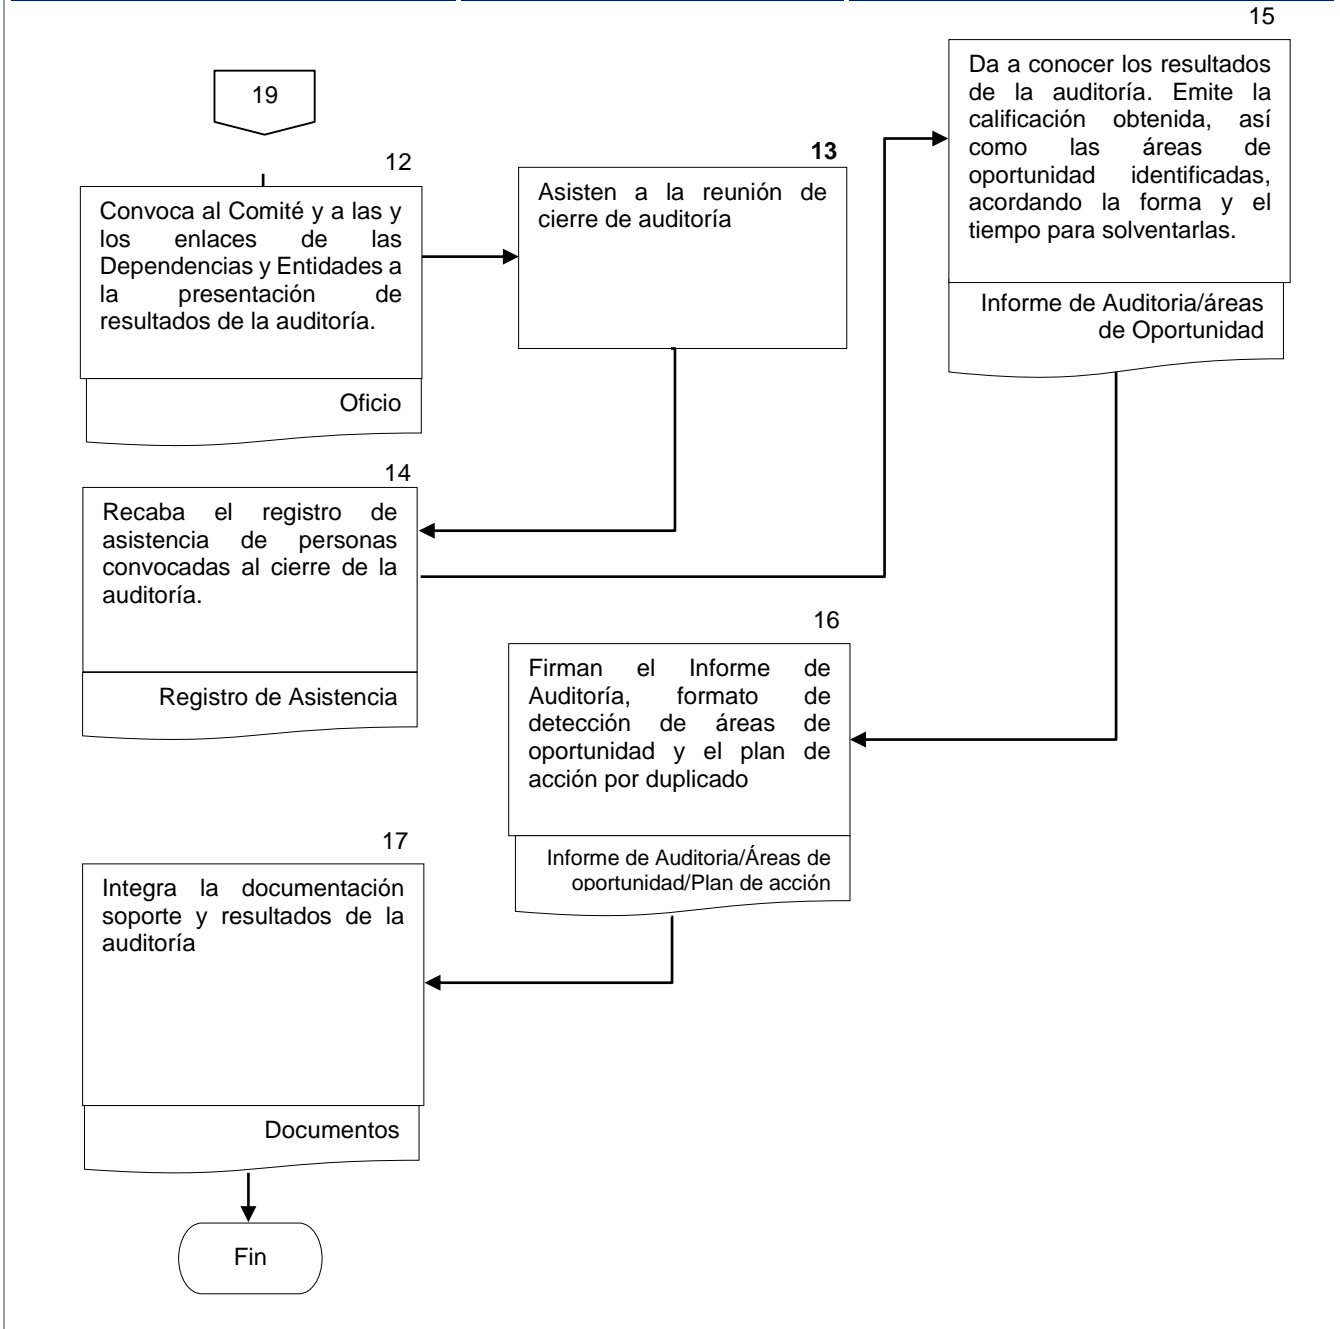 19
12
Convoca al Comité y a las y
los enlaces de las
Dependencias y Entidades a
la presentación de
resultados de la auditoría.
Oficio
13
Asisten a la reunión de
cierre de auditoría
14
Recaba el registro de
asistencia de personas
convocadas al cierre de la
auditoría.
Registro de Asistencia
15
Da a conocer los resultados
de la auditoría. Emite la
calificación obtenida, así
como las áreas de
oportunidad identificadas,
acordando la forma y el
tiempo para solventarlas.
Informe de Auditoria/áreas
de Oportunidad
16
Firman el Informe de
Auditoría, formato de
detección de áreas de
oportunidad y el plan de
acción por duplicado
Informe de Auditoria/Áreas de
oportunidad/Plan de acción
17
Integra la documentación
soporte y resultados de la
auditoría
Documentos
Fin